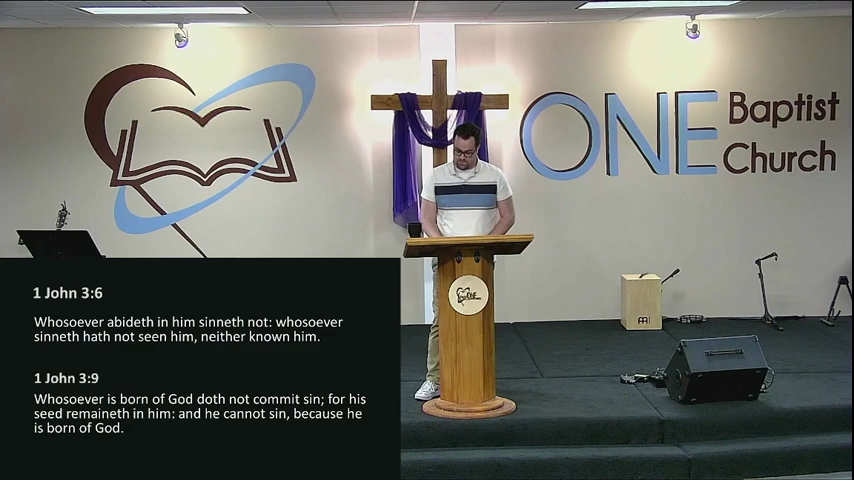 ONE
Baptist
Church
ONE
MEINL
1 John 3:6
Whosoever abideth in him sinneth not: whosoever
sinneth hath not seen him, neither known him.
1 John 3:9
Whosoever is born of God doth not commit sin; for his
seed remaineth in him: and he cannot sin, because he
is born of God.